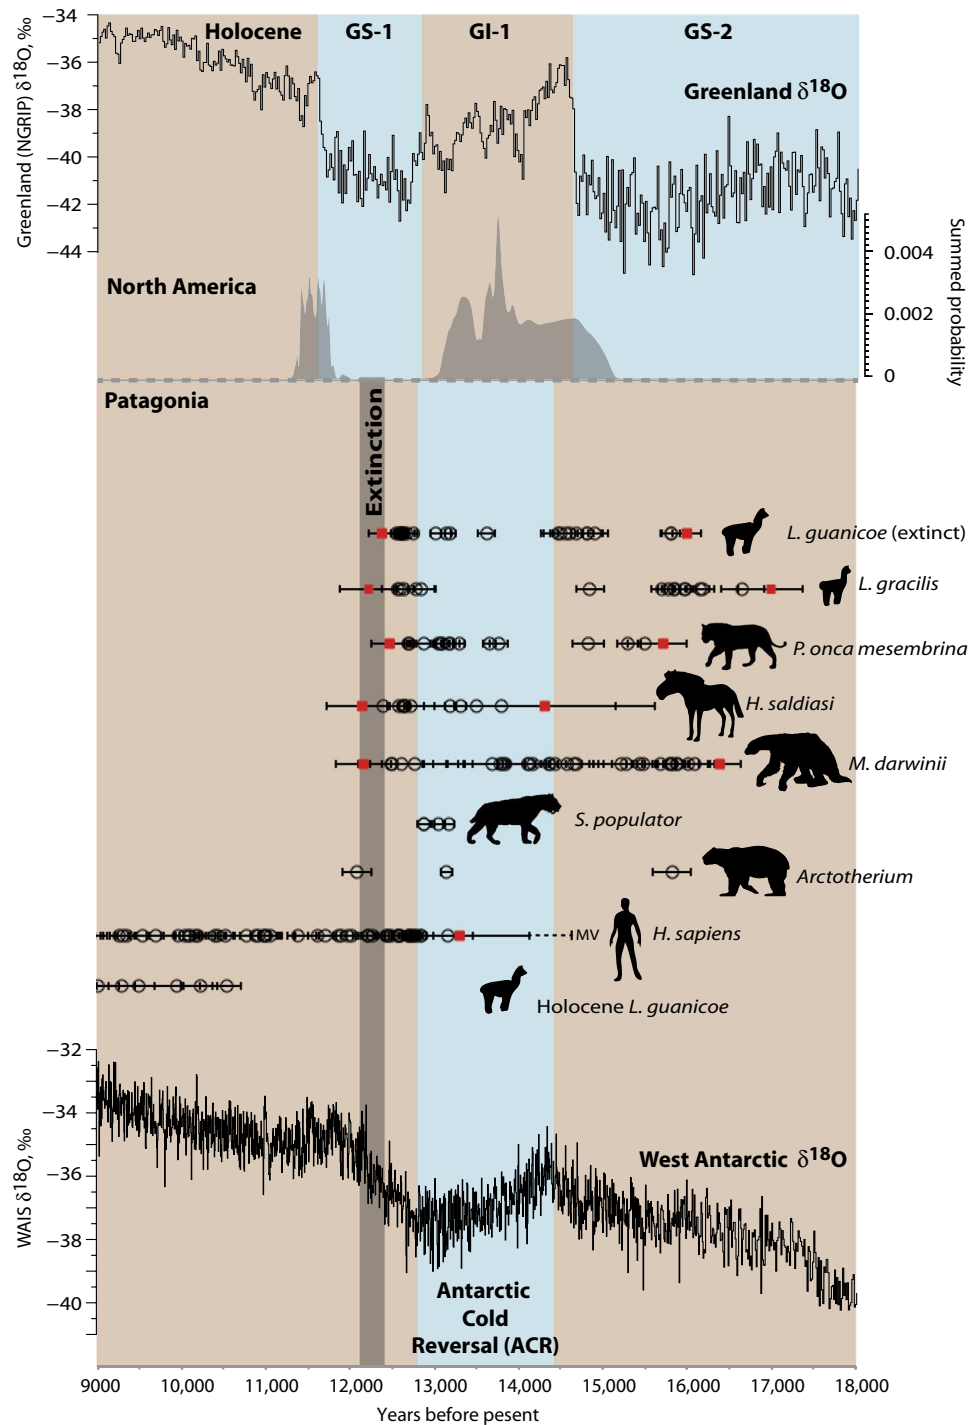 Holocene GS-1 GI-1 GS-2
Greenland (NGRIP) δ18O, ‰
−34
−36
−38
−40
−42
−44
Greenland δ18O
North America
Summed probability
0.004
0.002
0
Patagonia
Extinction
L. guanicoe (extinct)
L. gracilis
P. onca mesembrina
H. saldiasi
M. darwinii
S. populator
Arctotherium
MV H. sapiens
Holocene L. guanicoe
WAIS δ18O, ‰
−32
−34
−36
−38
−40
West Antarctic δ18O
Antarctic
Cold
Reversal (ACR)
9000 10,000 11,000 12,000 13,000 14,000 15,000 16,000 17,000 18,000
Years before pesent